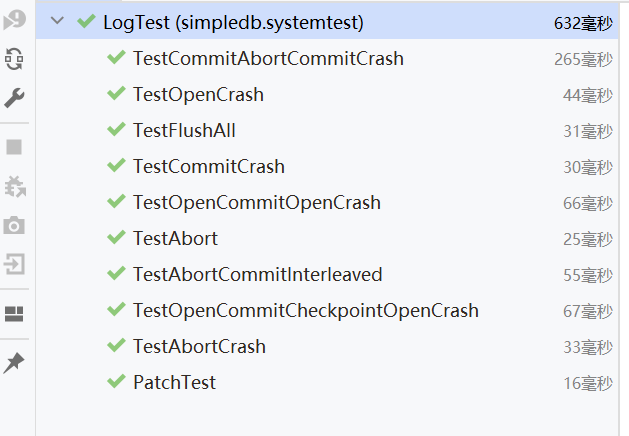 LogTest (simpledb.systemtest) 632毫秒
TestCommitAbortCommitCrash 265毫秒
TestOpenCrash 44毫秒
TestFlushAll 31毫秒
TestCommitCrash 30毫秒
TestOpenCommitOpenCrash 66毫秒
TestAbort 25毫秒
TestAbortCommitInterleaved 55毫秒
TestOpenCommitCheckpointOpenCrash 67毫秒
TestAbortCrash 33毫秒
PatchTest 16毫秒